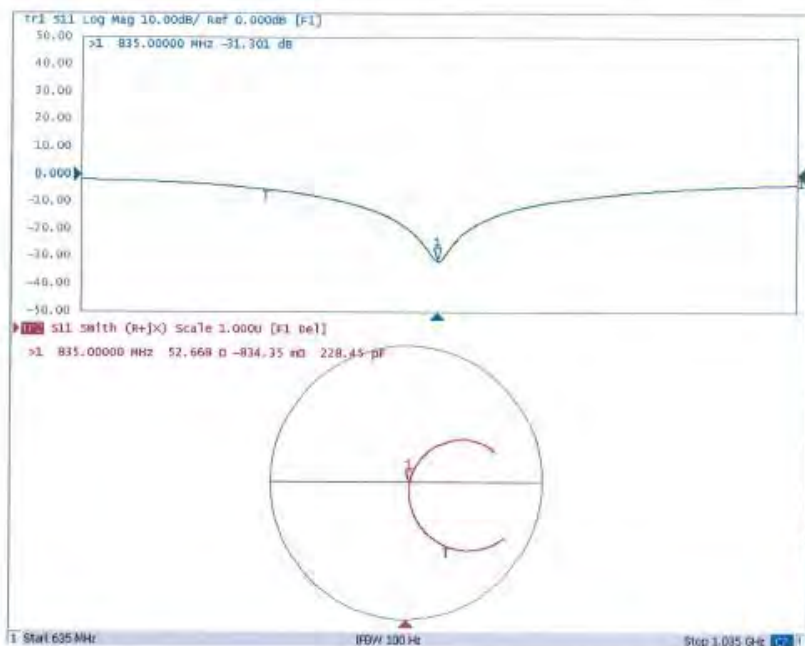 Tr1 S11 Log Mag 10.00dB/ Ref 0.000dB [F1]
50.00
>1 835.00000 MHz -31.301 dB
40.00
30.00
20.00
10.00
0.000
-10.00
-20.00
1
-30.00
-40.00
-50.00
Tr2 S11 Smith (R+jX) Scale 1.000U [F1 Del]
>1 835.00000 MHz 52.668 Ω -834.35 mΩ 228.45 pF
1
1 Start 635 MHz IFBW 100 Hz Stop 1.035 GHz